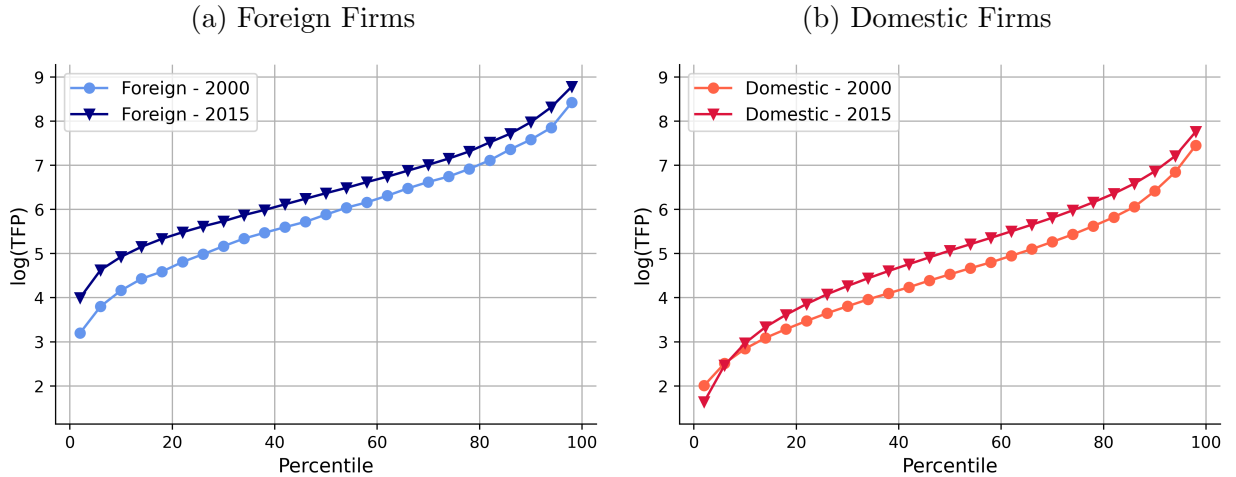 (a) Foreign Firms
Foreign - 2000
Foreign - 2015
9
8
7
6
5
4
3
2
log(TFP)
0 20 40 60 80 100
Percentile
(b) Domestic Firms
Domestic - 2000
Domestic - 2015
9
8
7
6
5
4
3
2
log(TFP)
0 20 40 60 80 100
Percentile